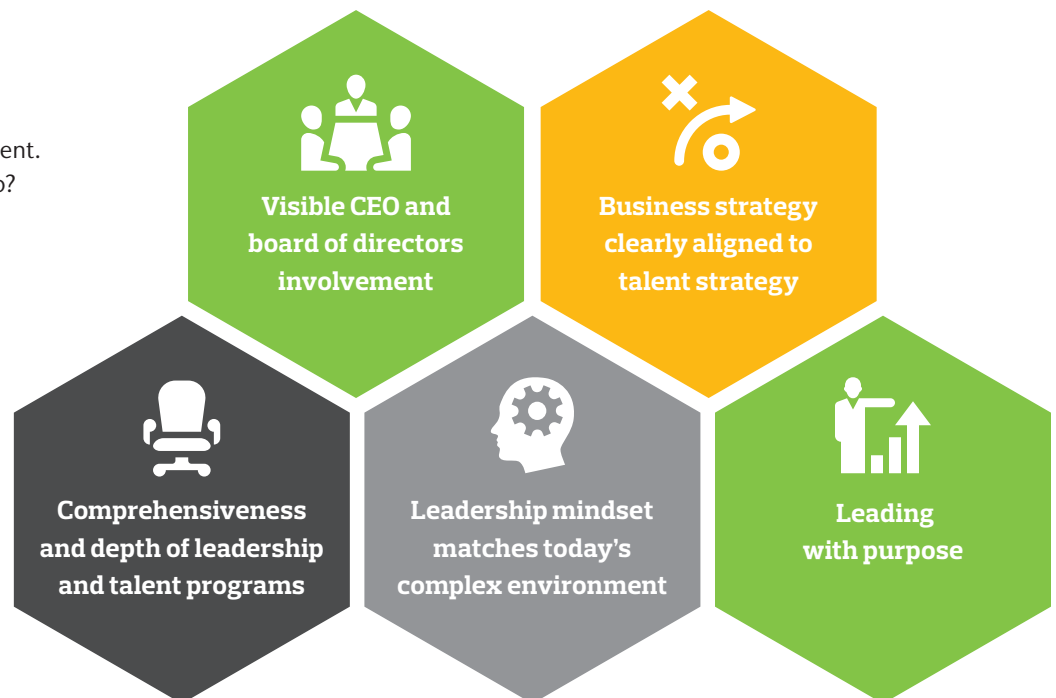 ent.
o?
Visible CEO and
board of directors
involvement
Business strategy
clearly aligned to
talent strategy
Comprehensiveness
and depth of leadership
and talent programs
Leadership mindset
matches today's
complex environment
Leading
with purpose